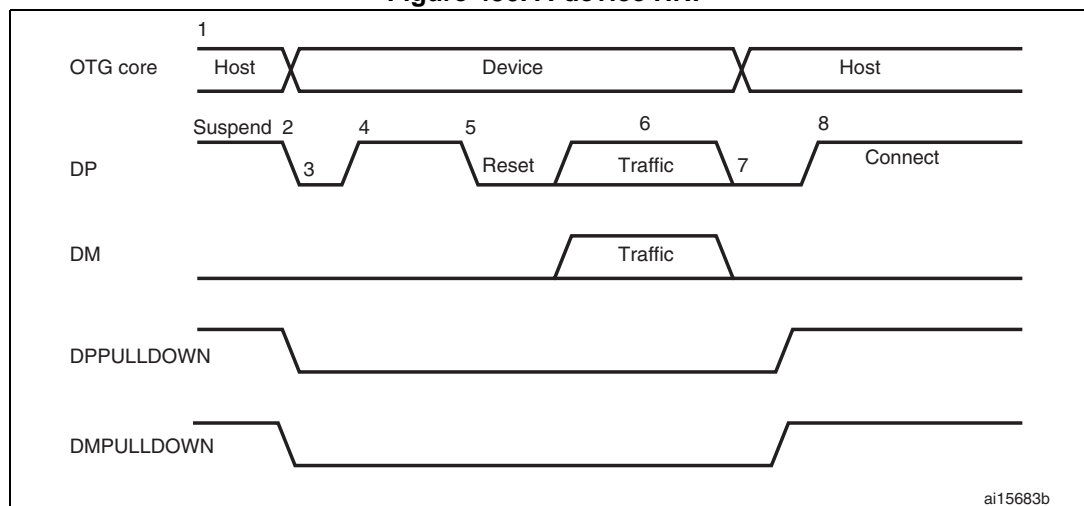 1
OTG core Host Device Host
Suspend 2 4 5 6 8
DP 3 Reset Traffic 7 Connect
DM Traffic
DPPULLDOWN
DMPULLDOWN
ai15683b